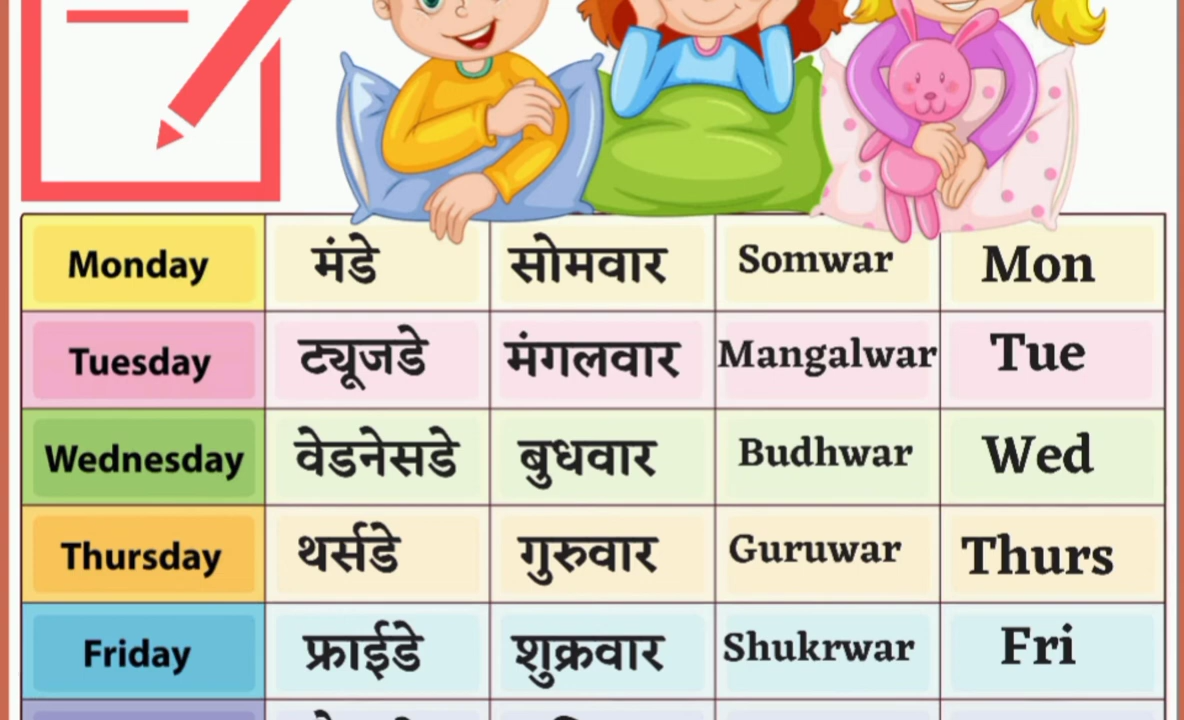 Monday मंडे सोमवार Somwar Mon
Tuesday ट्यूजडे मंगलवार Mangalwar Tue
Wednesday वेडनेसडे बुधवार Budhwar Wed
Thursday थर्सडे गुरुवार Guruwar Thurs
Friday फ्राईडे शुक्रवार Shukrwar Fri